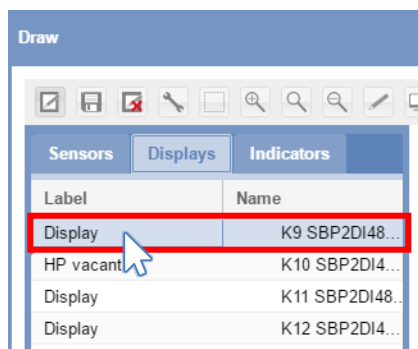 Draw
Sensors Displays Indicators
Label Name
Display K9 SBP2DI48...
HP vacant K10 SBP2DI4...
Display K11 SBP2DI48..
Display K12 SBP2DI4...